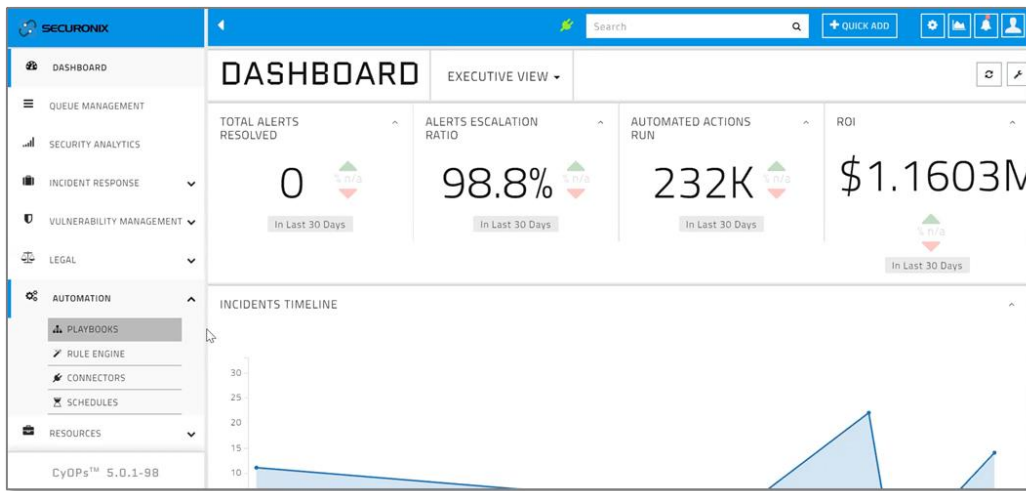 SECURONIX
Search
+ QUICK ADD
DASHBOARD
QUEUE MANAGEMENT
SECURITY ANALYTICS
INCIDENT RESPONSE
VULNERABILITY MANAGEMENT
LEGAL
AUTOMATION
PLAYBOOKS
RULE ENGINE
CONNECTORS
SCHEDULES
RESOURCES
CyOPs™ 5.0.1-98
DASHBOARD
EXECUTIVE VIEW
TOTAL ALERTS
RESOLVED
0
% n/a
In Last 30 Days
ALERTS ESCALATION
RATIO
98.8%
% n/a
In Last 30 Days
AUTOMATED ACTIONS
RUN
232K
% n/a
In Last 30 Days
ROI
$1.1603M
% n/a
In Last 30 Days
INCIDENTS TIMELINE
30
25
20
15
10